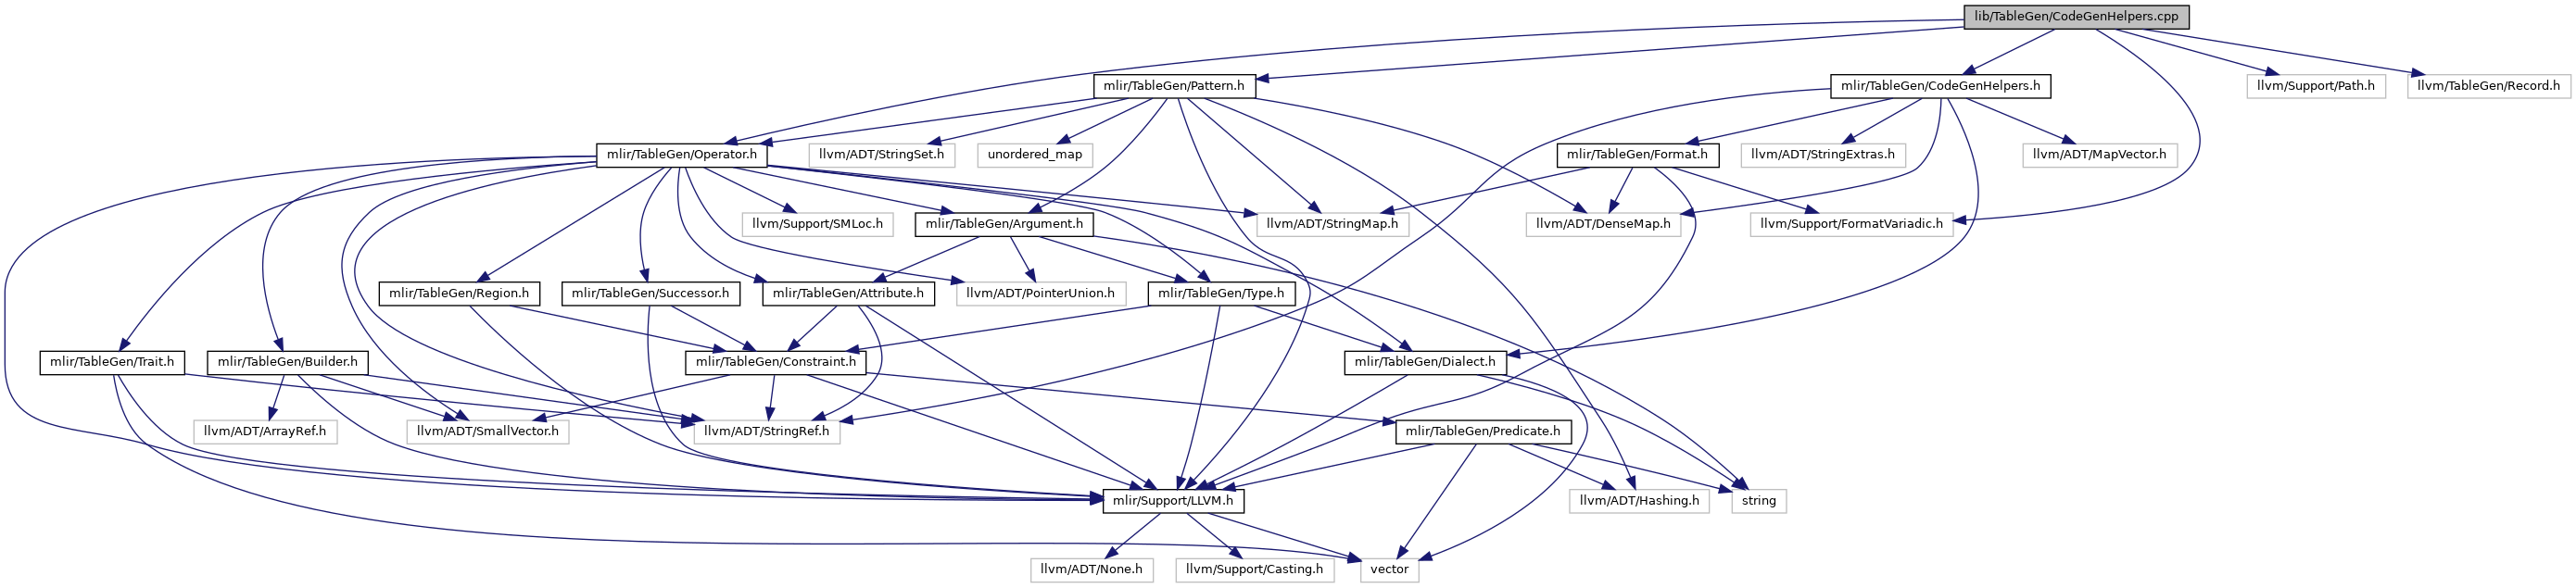 lib/TableGen/CodeGenHelpers.cpp
mlir/TableGen/Pattern.h
mlir/TableGen/CodeGenHelpers.h
llvm/Support/Path.h
llvm/TableGen/Record.h
mlir/TableGen/Operator.h
llvm/ADT/StringSet.h
unordered_map
mlir/TableGen/Format.h
llvm/ADT/StringExtras.h
llvm/ADT/MapVector.h
llvm/Support/SMLoc.h
mlir/TableGen/Argument.h
llvm/ADT/StringMap.h
llvm/ADT/DenseMap.h
llvm/Support/FormatVariadic.h
mlir/TableGen/Region.h
mlir/TableGen/Successor.h
mlir/TableGen/Attribute.h
llvm/ADT/PointerUnion.h
mlir/TableGen/Type.h
mlir/TableGen/Trait.h
mlir/TableGen/Builder.h
mlir/TableGen/Constraint.h
mlir/TableGen/Dialect.h
llvm/ADT/ArrayRef.h
llvm/ADT/SmallVector.h
llvm/ADT/StringRef.h
mlir/TableGen/Predicate.h
mlir/Support/LLVM.h
llvm/ADT/Hashing.h
string
llvm/ADT/None.h
llvm/Support/Casting.h
vector